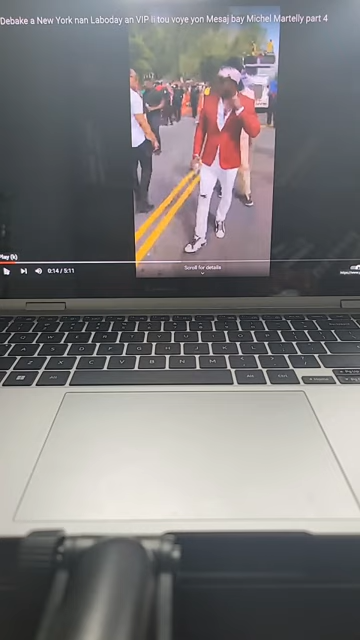 Debake a New York nan Laboday an VIP li tou voye yon Mesaj bay Michel Martelly part 4
Play (k)
0:14 / 5:11
Scroll for details